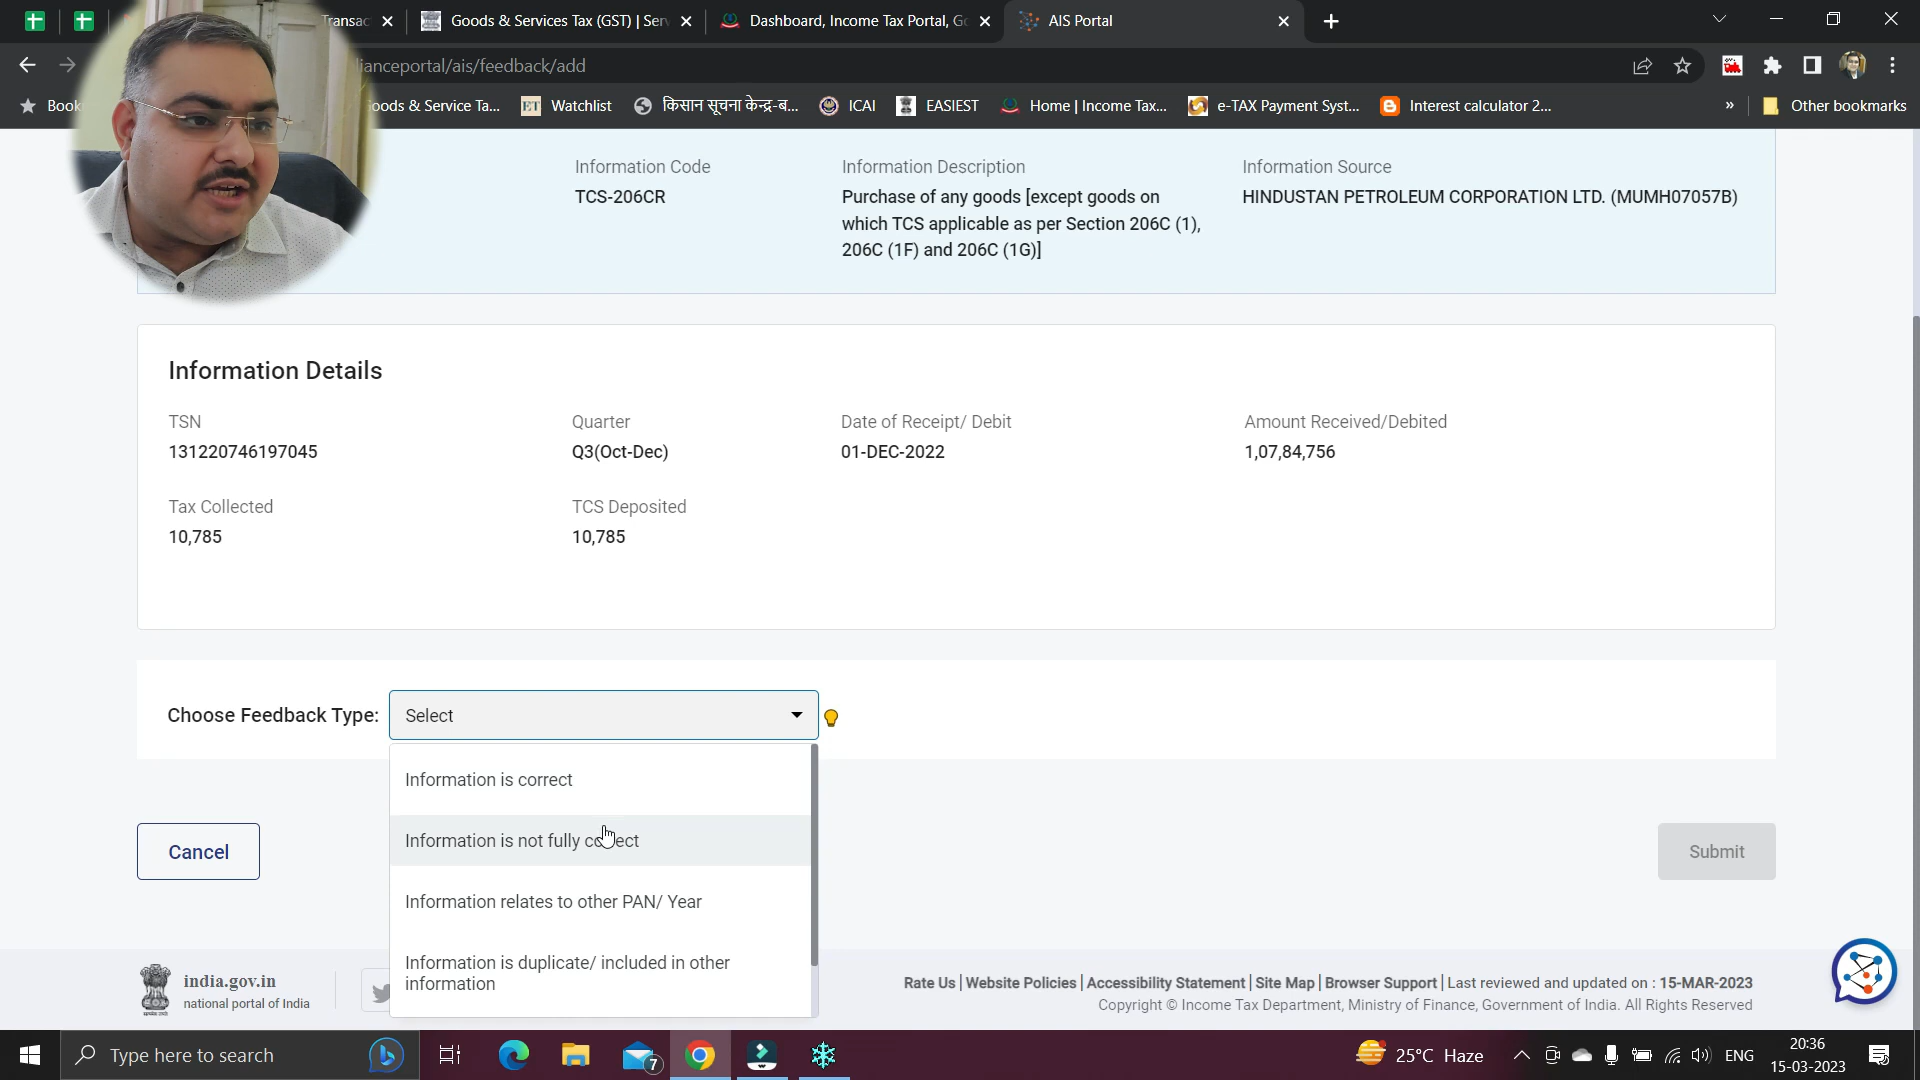 Transac
Goods & Services Tax (GST) | Serv
Dashboard, Income Tax Portal, Go
AIS Portal
lianceportal/ais/feedback/add
Book
Goods & Service Ta...
ET Watchlist
किसान सूचना केन्द्र-ब...
ICAI
EASIEST
Home | Income Tax...
e-TAX Payment Syst...
Interest calculator 2...
»
Other bookmarks
Information Code
TCS-206CR
Information Description
Purchase of any goods [except goods on
which TCS applicable as per Section 206C (1),
206C (1F) and 206C (1G)]
Information Source
HINDUSTAN PETROLEUM CORPORATION LTD. (MUMH07057B)
Information Details
TSN
131220746197045
Quarter
Q3(Oct-Dec)
Date of Receipt/ Debit
01-DEC-2022
Amount Received/Debited
1,07,84,756
Tax Collected
10,785
TCS Deposited
10,785
Choose Feedback Type: Select
Information is correct
Information is not fully correct
Information relates to other PAN/ Year
Information is duplicate/ included in other
information
Cancel
Submit
india.gov.in
national portal of India
Rate Us | Website Policies | Accessibility Statement | Site Map | Browser Support | Last reviewed and updated on : 15-MAR-2023
Copyright © Income Tax Department, Ministry of Finance, Government of India. All Rights Reserved
Type here to search
7
25°C Haze
ENG
20:36
15-03-2023